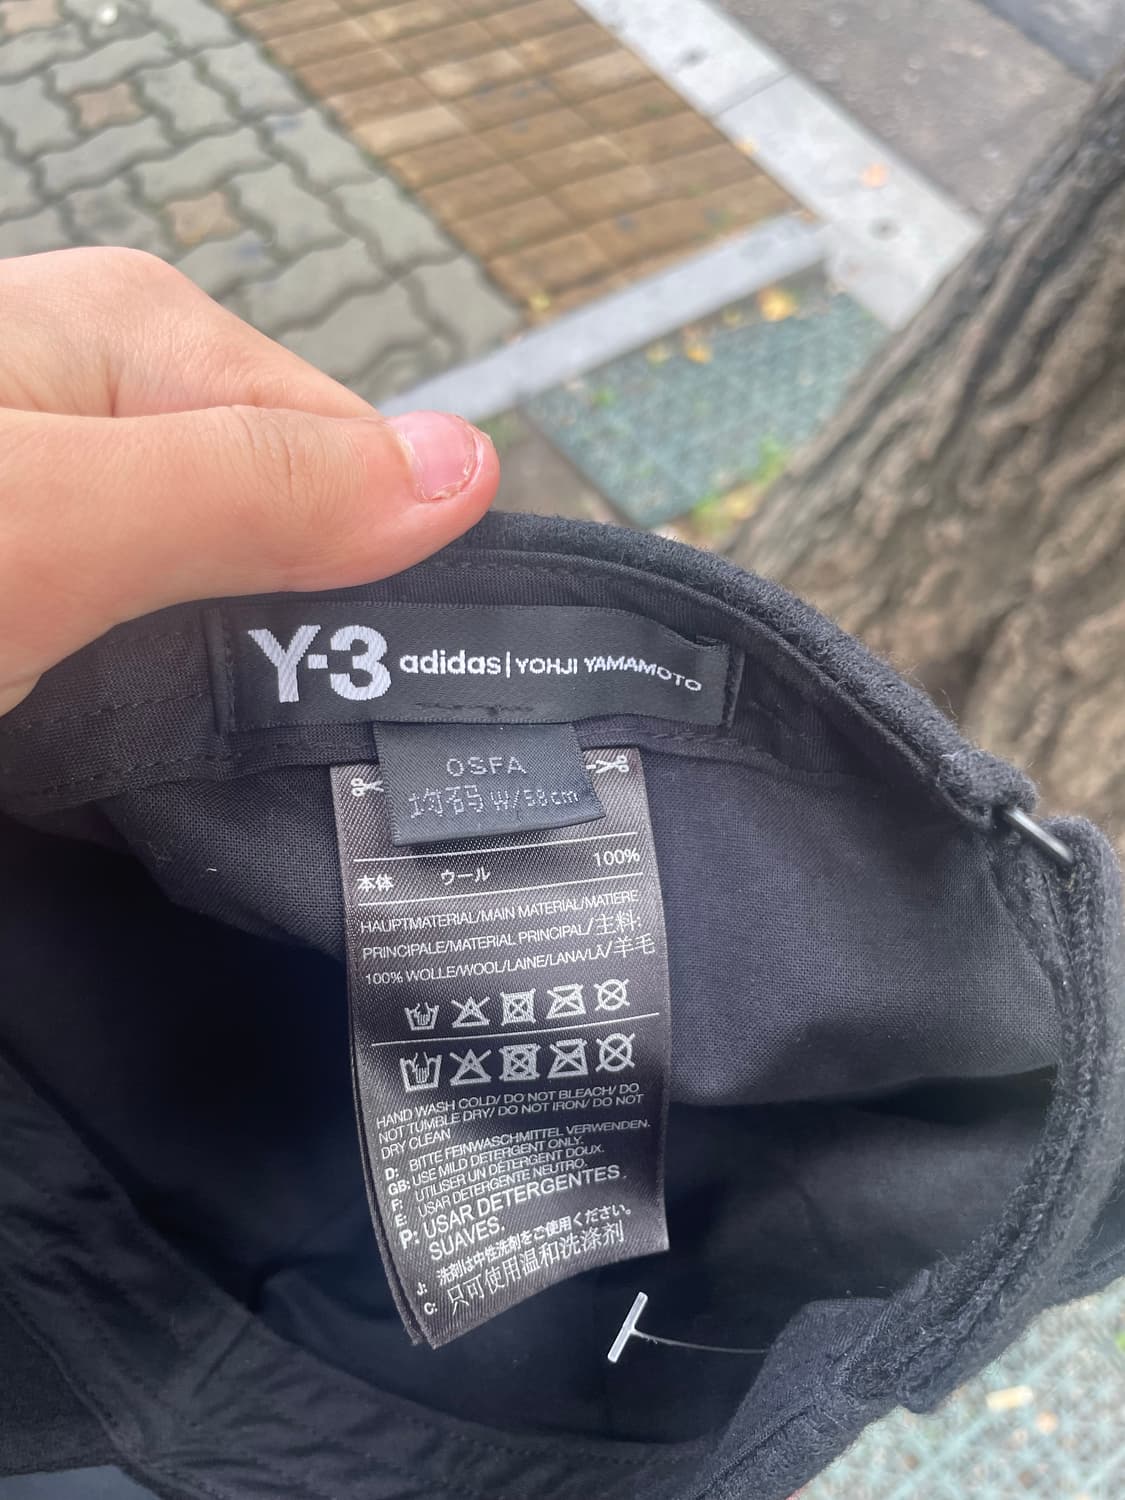 Y-3 adidas | YOHJI YAMAMOTO
OSFA
均码 W/58cm
本体 ウール 100%
HAUPTMATERIAL/MAIN MATERIAL/MATIERE
PRINCIPALE/MATERIAL PRINCIPAL/主料:
100% WOLLE/WOOL/LAINE/LANA/LÃ/羊毛
HAND WASH COLD/ DO NOT BLEACH/ DO
NOT TUMBLE DRY/ DO NOT IRON/ DO NOT
DRY CLEAN
D: BITTE FEINWASCHMITTEL VERWENDEN.
GB: USE MILD DETERGENT ONLY.
F: UTILISER UN DETERGENT DOUX.
E: USAR DETERGENTE NEUTRO.
P: USAR DETERGENTES
SUAVES.
J: 洗剤は中性洗剤をご使用ください。
C: 只可使用温和洗涤剂